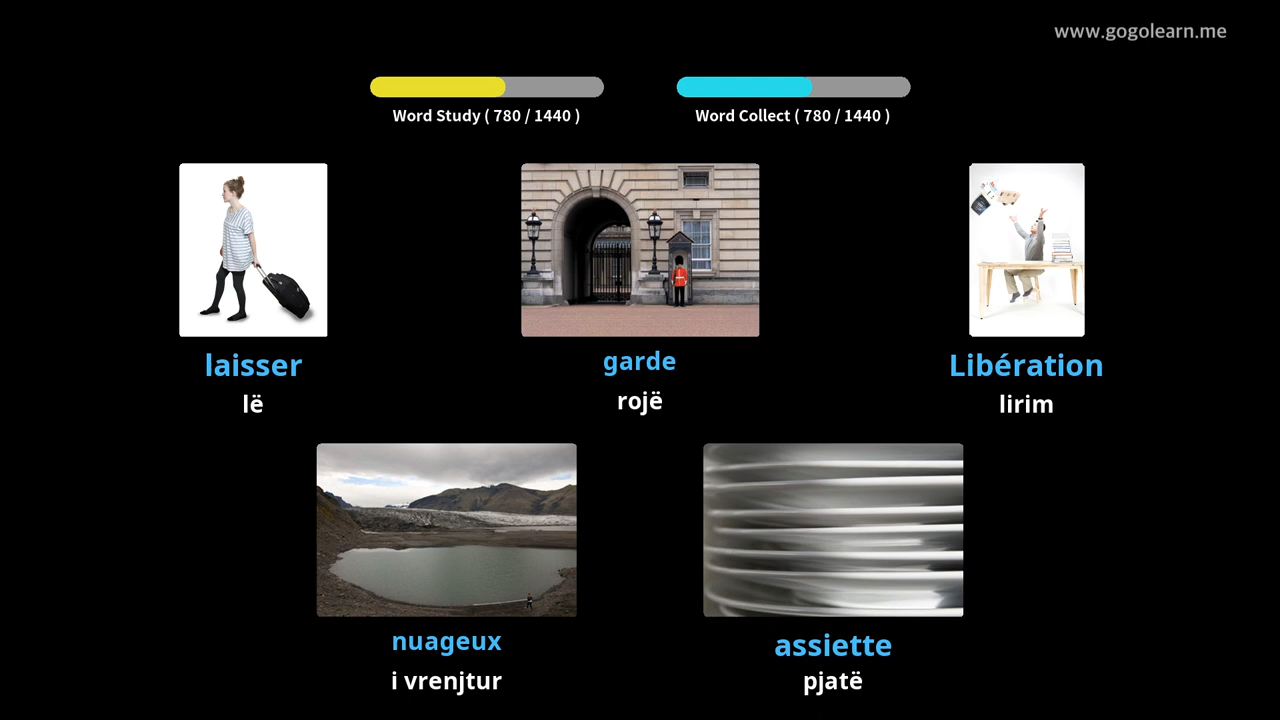 www.gogolearn.me
Word Study ( 780 / 1440 )
Word Collect ( 780 / 1440 )
laisser
lë
garde
rojë
Libération
lirim
nuageux
i vrenjtur
assiette
pjatë